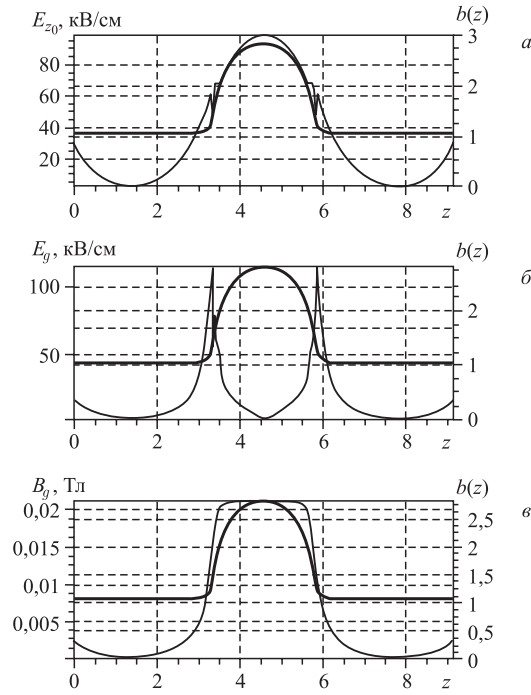 E_{z_0}, кВ/см b(z) а
80 60 40 20
3 2 1 0
0 2 4 6 8 z
E_g, кВ/см b(z) б
100 50
2 1 0
0 2 4 6 8 z
B_g, Тл b(z) в
0,02 0,015 0,01 0,005
2,5 2 1,5 1 0,5 0
0 2 4 6 8 z